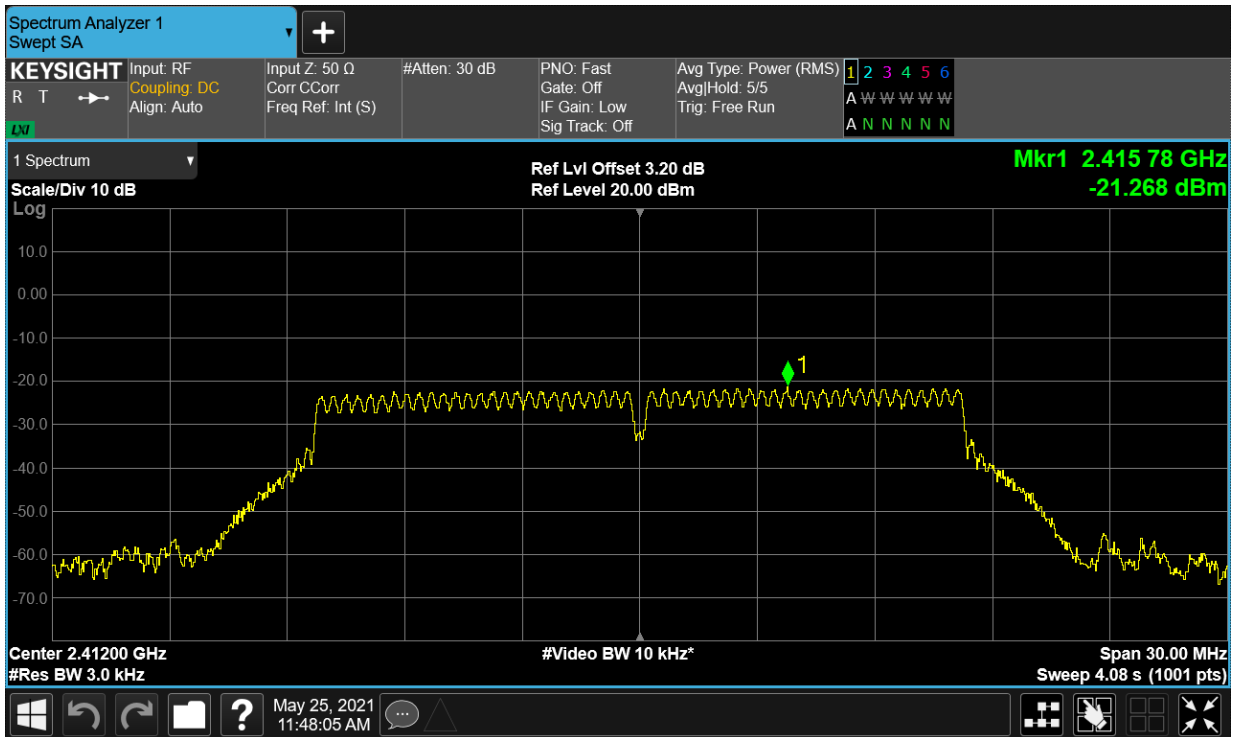 Spectrum Analyzer 1
Swept SA
KEYSIGHT
R T
LXI
Input: RF
Coupling: DC
Align: Auto
Input Z: 50 Ω
Corr CCorr
Freq Ref: Int (S)
#Atten: 30 dB
PNO: Fast
Gate: Off
IF Gain: Low
Sig Track: Off
Avg Type: Power (RMS)
Avg|Hold: 5/5
Trig: Free Run
1 2 3 4 5 6
A W W W W W
A N N N N N
1 Spectrum
Scale/Div 10 dB
Log
Ref Lvl Offset 3.20 dB
Ref Level 20.00 dBm
Mkr1 2.415 78 GHz
-21.268 dBm
10.0
0.00
-10.0
-20.0
-30.0
-40.0
-50.0
-60.0
-70.0
1
Center 2.41200 GHz
#Res BW 3.0 kHz
#Video BW 10 kHz*
Span 30.00 MHz
Sweep 4.08 s (1001 pts)
?
May 25, 2021
11:48:05 AM